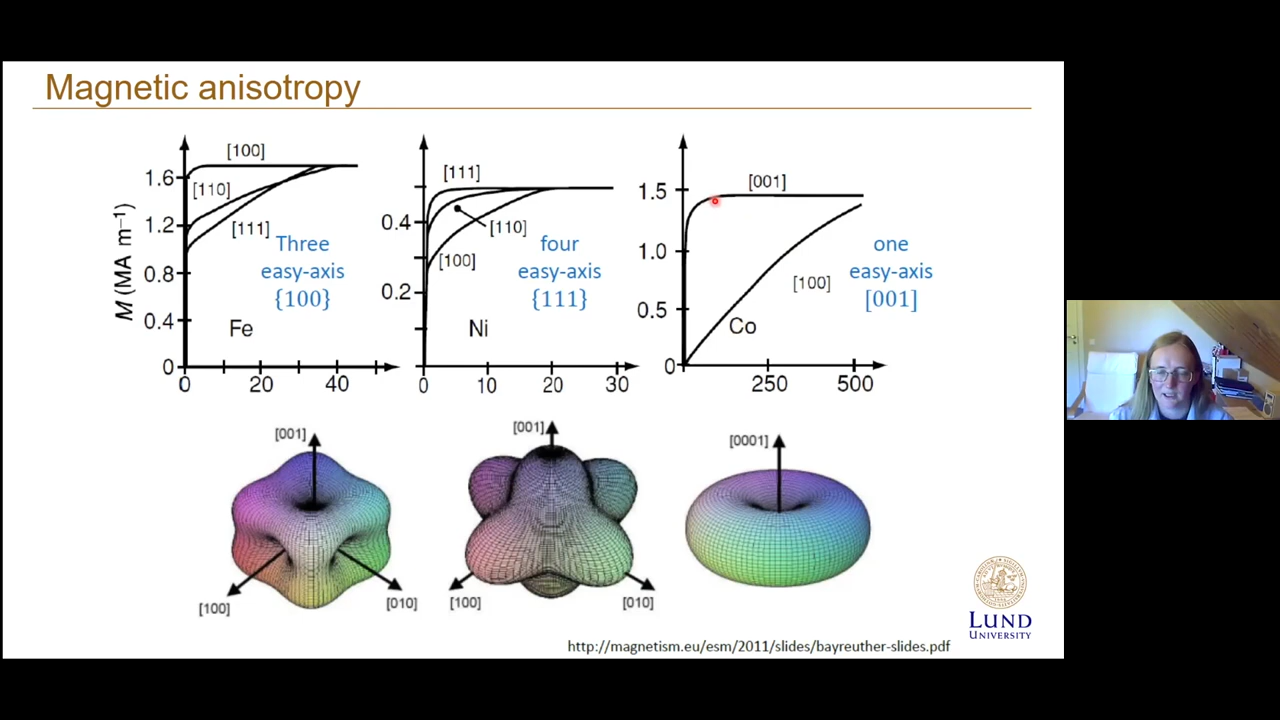 Magnetic anisotropy
M (MA m⁻¹)
1.6
1.2
0.8
0.4
0
0
20
40
[100]
[110]
[111]
Three
easy-axis
{100}
Fe
0.4
0.2
0
10
20
30
[111]
[110]
[100]
four
easy-axis
{111}
Ni
1.5
1.0
0.5
0
250
500
[001]
[100]
one
easy-axis
[001]
Co
[001]
[100]
[010]
[001]
[100]
[010]
[0001]
LUND
UNIVERSITY
http://magnetism.eu/esm/2011/slides/bayreuther-slides.pdf